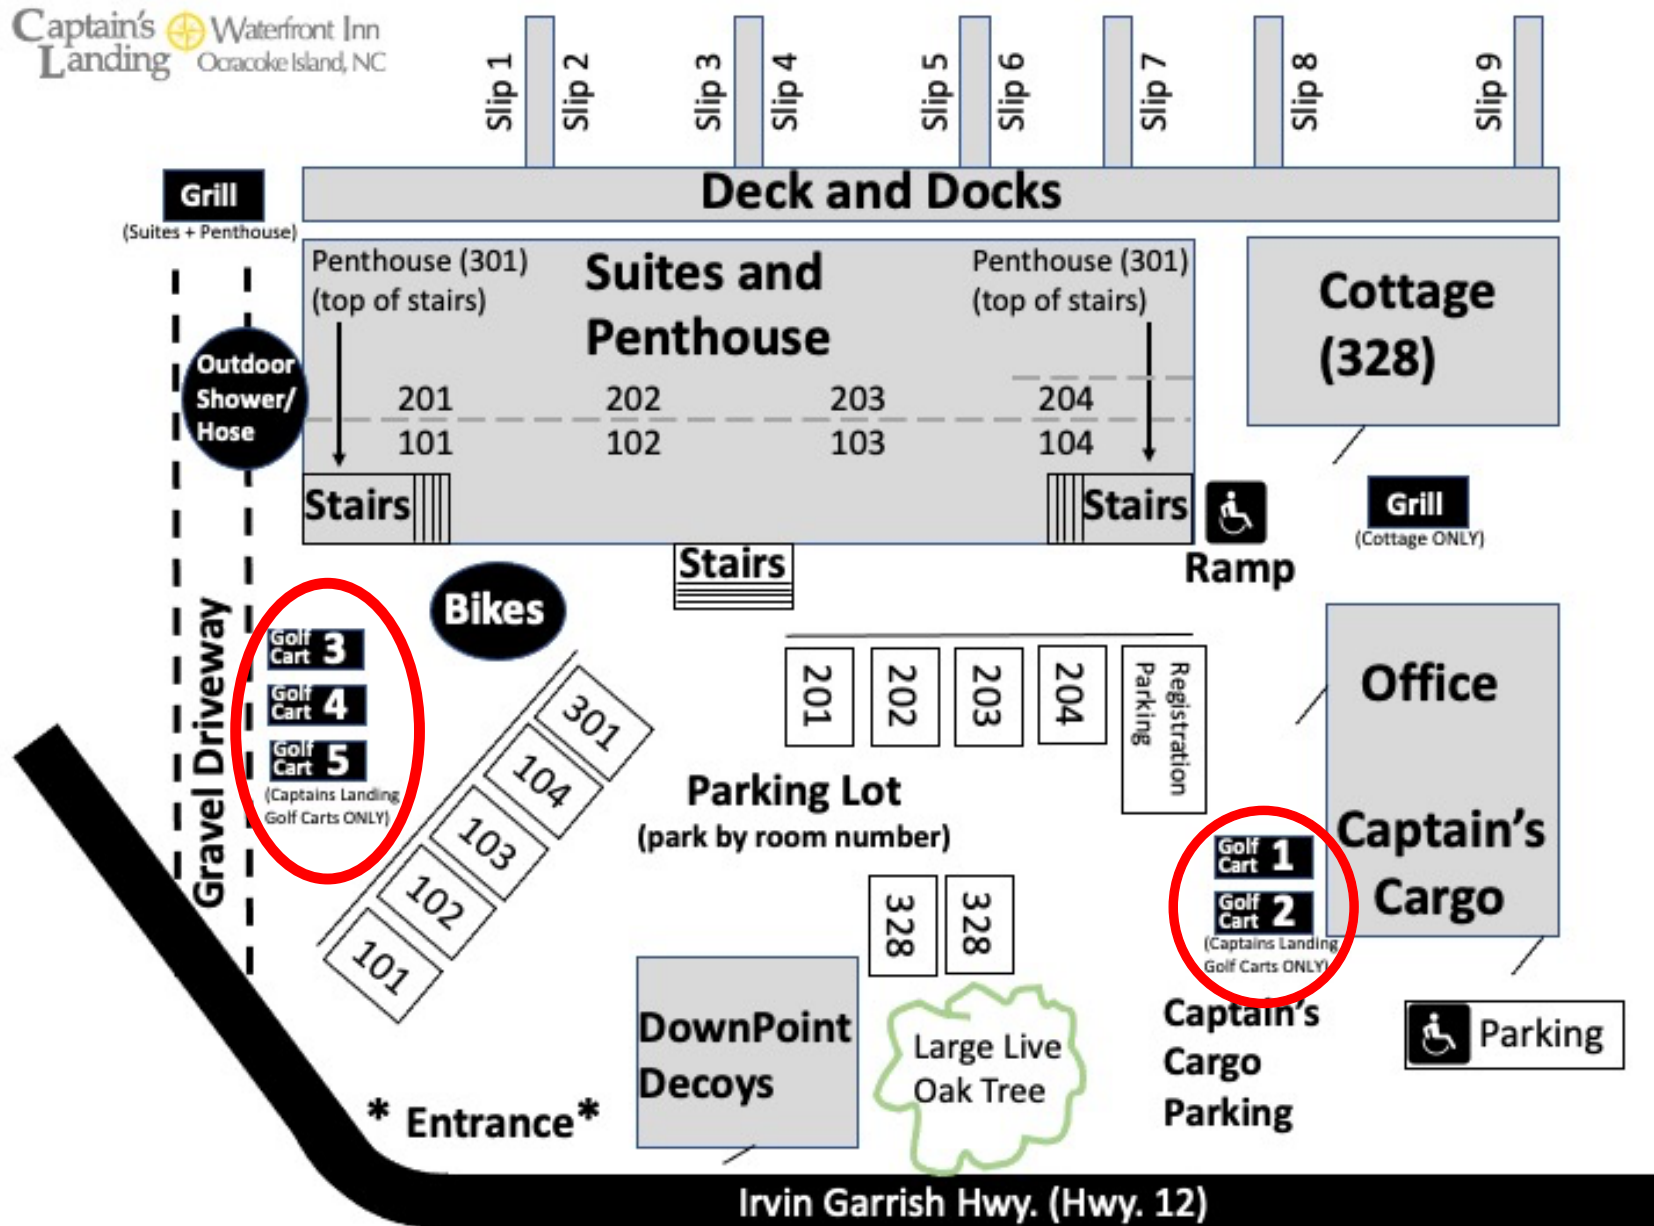 Captain's Landing
Waterfront Inn
Ocracoke Island, NC
Slip 1
Slip 2
Slip 3
Slip 4
Slip 5
Slip 6
Slip 7
Slip 8
Slip 9
Deck and Docks
Grill
(Suites + Penthouse)
Penthouse (301)
(top of stairs)
Suites and
Penthouse
Penthouse (301)
(top of stairs)
Cottage
(328)
Outdoor
Shower/
Hose
201
202
203
204
101
102
103
104
Stairs
Stairs
Stairs
Ramp
Grill
(Cottage ONLY)
Bikes
Gravel Driveway
Golf Cart 3
Golf Cart 4
Golf Cart 5
(Captains Landing
Golf Carts ONLY)
301
104
103
102
101
201
202
203
204
Registration
Parking
Parking Lot
(park by room number)
Office
Captain's
Cargo
Golf Cart 1
Golf Cart 2
(Captains Landing
Golf Carts ONLY)
328
328
DownPoint
Decoys
Large Live
Oak Tree
Captain's
Cargo
Parking
Parking
* Entrance*
Irvin Garrish Hwy. (Hwy. 12)